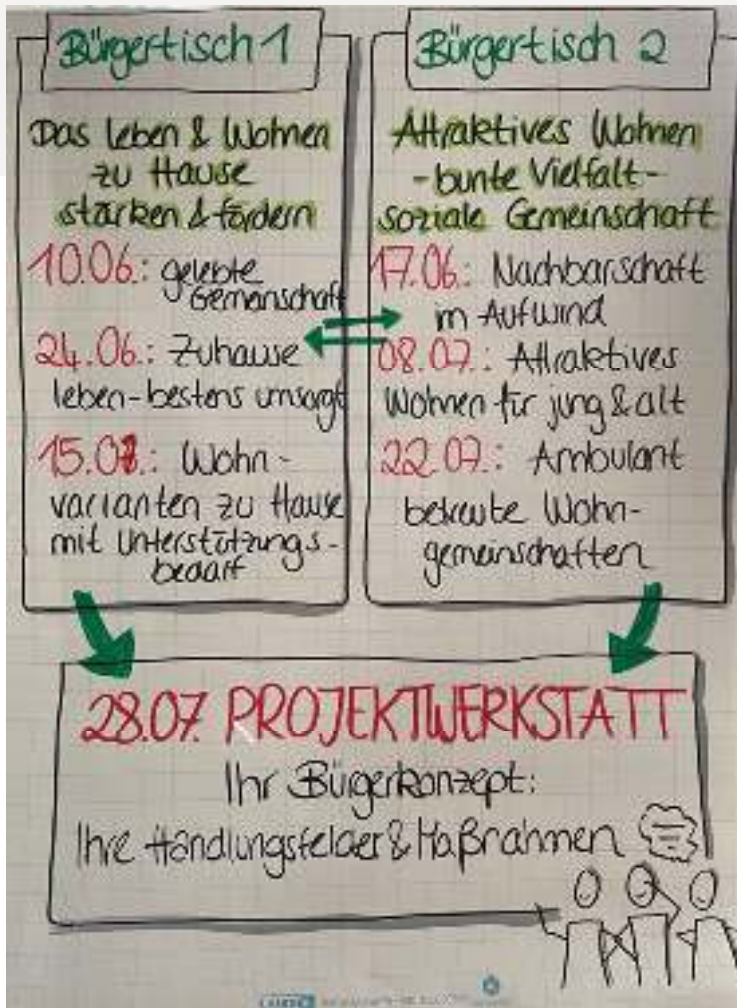 Bürgertisch 1
Das Leben & Wohnen
zu Hause
stärken & fördern
10.06.: gelebte
Gemeinschaft
24.06.: Zuhause
leben-bestens umsorgt
15.07.: Wohn-
varianten zu Hause
mit Unterstützungs-
bedarf
Bürgertisch 2
Attraktives Wohnen
- bunte Vielfalt -
soziale Gemeinschaft
17.06.: Nachbarschaft
im Aufwind
08.07.: Attraktives
Wohnen für jung & alt
22.07.: Ambulant
betreute Wohn-
gemeinschaften
28.07. PROJEKTWERKSTATT
Ihr Bürgerkonzept:
Ihre Handlungsfelder & Maßnahmen